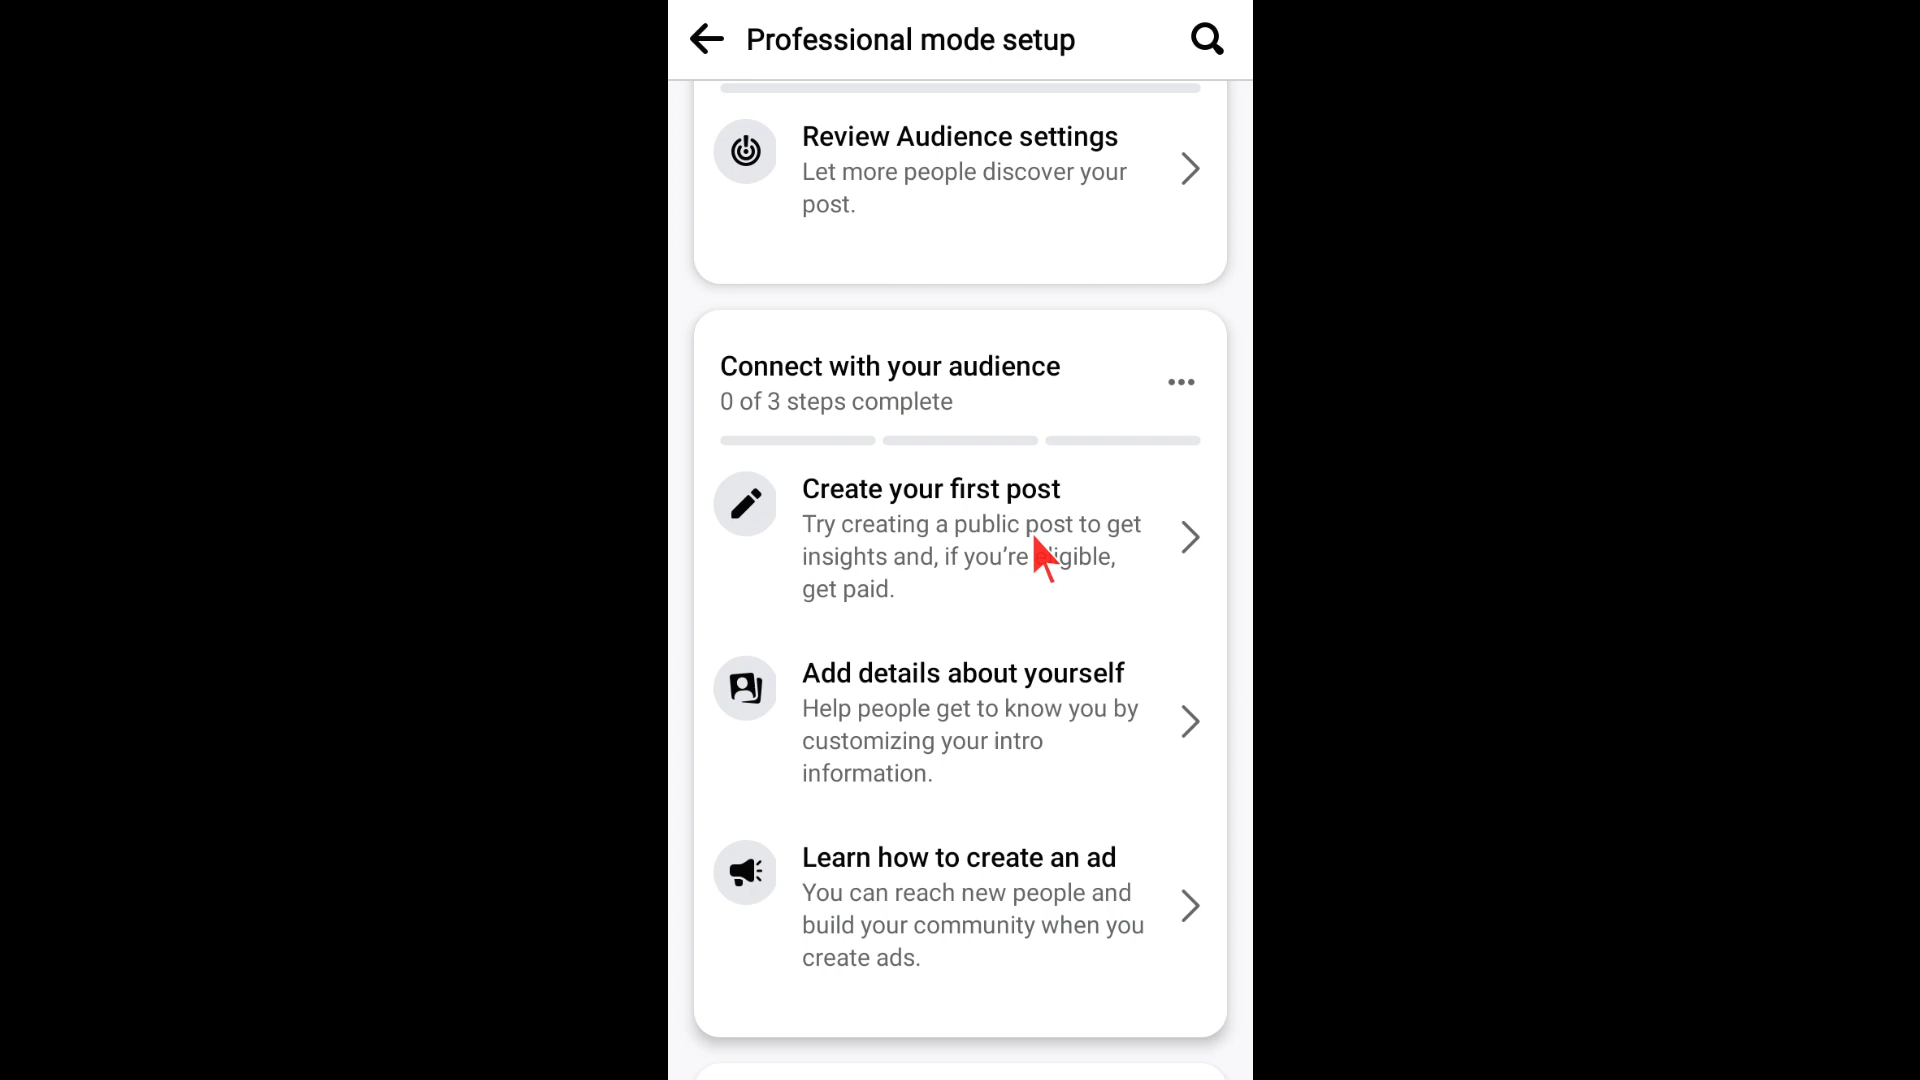 Professional mode setup
Review Audience settings
Let more people discover your
post.
Connect with your audience
0 of 3 steps complete
Create your first post
Try creating a public post to get
insights and, if you’re eligible,
get paid.
Add details about yourself
Help people get to know you by
customizing your intro
information.
Learn how to create an ad
You can reach new people and
build your community when you
create ads.